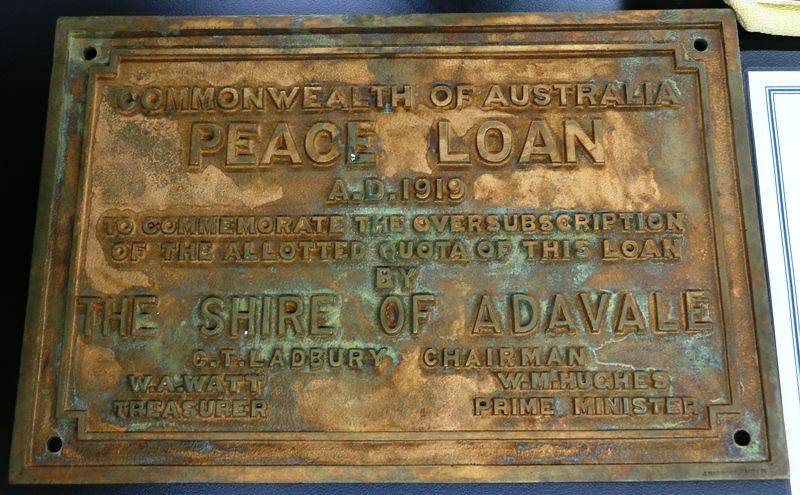 COMMONWEALTH OF AUSTRALIA
PEACE LOAN
A.D. 1919
TO COMMEMORATE THE OVERSUBSCRIPTION
OF THE ALLOTTED QUOTA OF THIS LOAN
BY
THE SHIRE OF ADAVALE
C.T. LADBURY CHAIRMAN
W.A. WATT W.M. HUGHES
TREASURER PRIME MINISTER